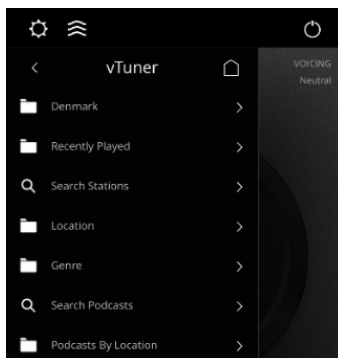 vTuner
VOICING
Neutral
Denmark
Recently Played
Search Stations
Location
Genre
Search Podcasts
Podcasts By Location